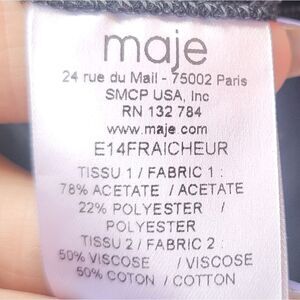 maje
24 rue du Mail - 75002 Paris
SMCP USA, Inc
RN 132 784
www.maje.com
E14FRAICHEUR
TISSU 1 / FABRIC 1 :
78% ACETATE / ACETATE
22% POLYESTER /
POLYESTER
TISSU 2 / FABRIC 2 :
50% VISCOSE / VISCOSE
50% COTON / COTTON